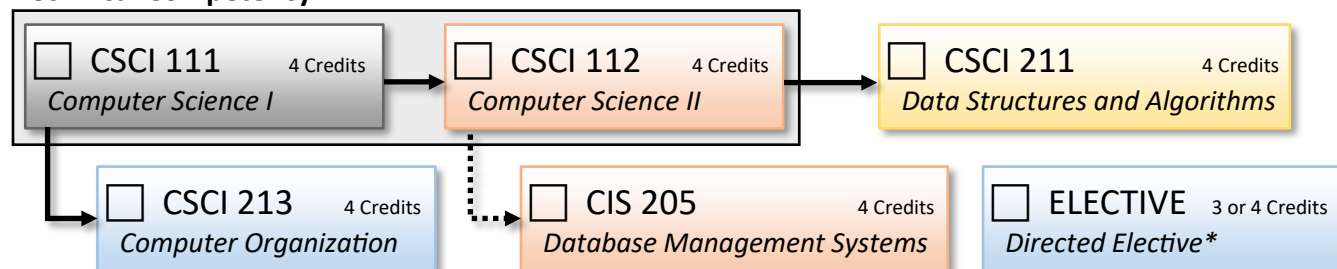 CSCI 111 4 Credits
Computer Science I
CSCI 112 4 Credits
Computer Science II
CSCI 211 4 Credits
Data Structures and Algorithms
CSCI 213 4 Credits
Computer Organization
CIS 205 4 Credits
Database Management Systems
ELECTIVE 3 or 4 Credits
Directed Elective*